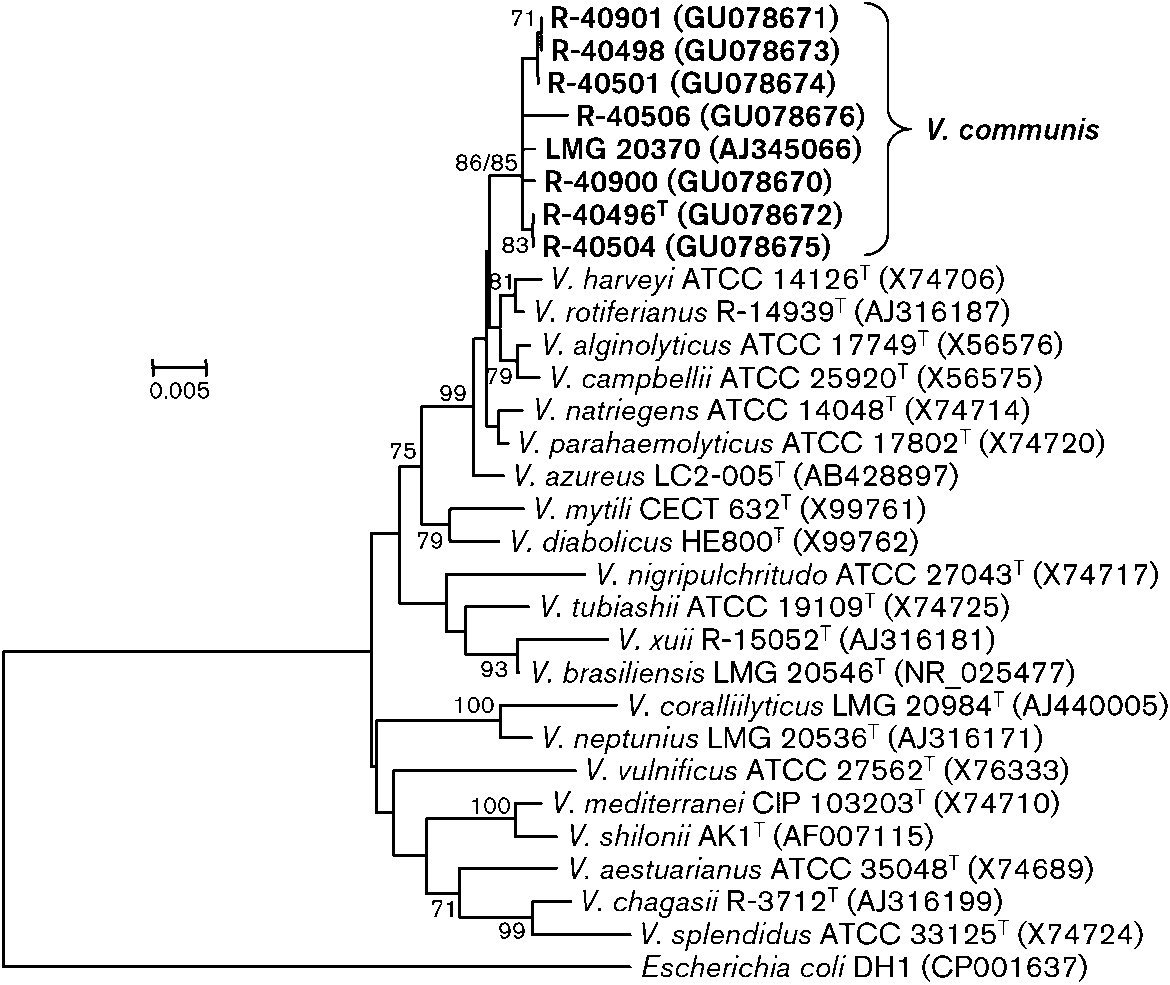 71
R-40901 (GU078671)
R-40498 (GU078673)
R-40501 (GU078674)
R-40506 (GU078676)
V. communis
LMG 20370 (AJ345066)
86/85
R-40900 (GU078670)
R-40496ᵀ (GU078672)
83
R-40504 (GU078675)
81
V. harveyi ATCC 14126ᵀ (X74706)
V. rotiferianus R-14939ᵀ (AJ316187)
V. alginolyticus ATCC 17749ᵀ (X56576)
79
V. campbellii ATCC 25920ᵀ (X56575)
0.005
99
V. natriegens ATCC 14048ᵀ (X74714)
V. parahaemolyticus ATCC 17802ᵀ (X74720)
75
V. azureus LC2-005ᵀ (AB428897)
V. mytili CECT 632ᵀ (X99761)
79
V. diabolicus HE800ᵀ (X99762)
V. nigripulchritudo ATCC 27043ᵀ (X74717)
V. tubiashii ATCC 19109ᵀ (X74725)
V. xuii R-15052ᵀ (AJ316181)
93
V. brasiliensis LMG 20546ᵀ (NR_025477)
100
V. coralliilyticus LMG 20984ᵀ (AJ440005)
V. neptunius LMG 20536ᵀ (AJ316171)
V. vulnificus ATCC 27562ᵀ (X76333)
100
V. mediterranei CIP 103203ᵀ (X74710)
V. shilonii AK1ᵀ (AF007115)
V. aestuarianus ATCC 35048ᵀ (X74689)
71
V. chagasii R-3712ᵀ (AJ316199)
99
V. splendidus ATCC 33125ᵀ (X74724)
Escherichia coli DH1 (CP001637)